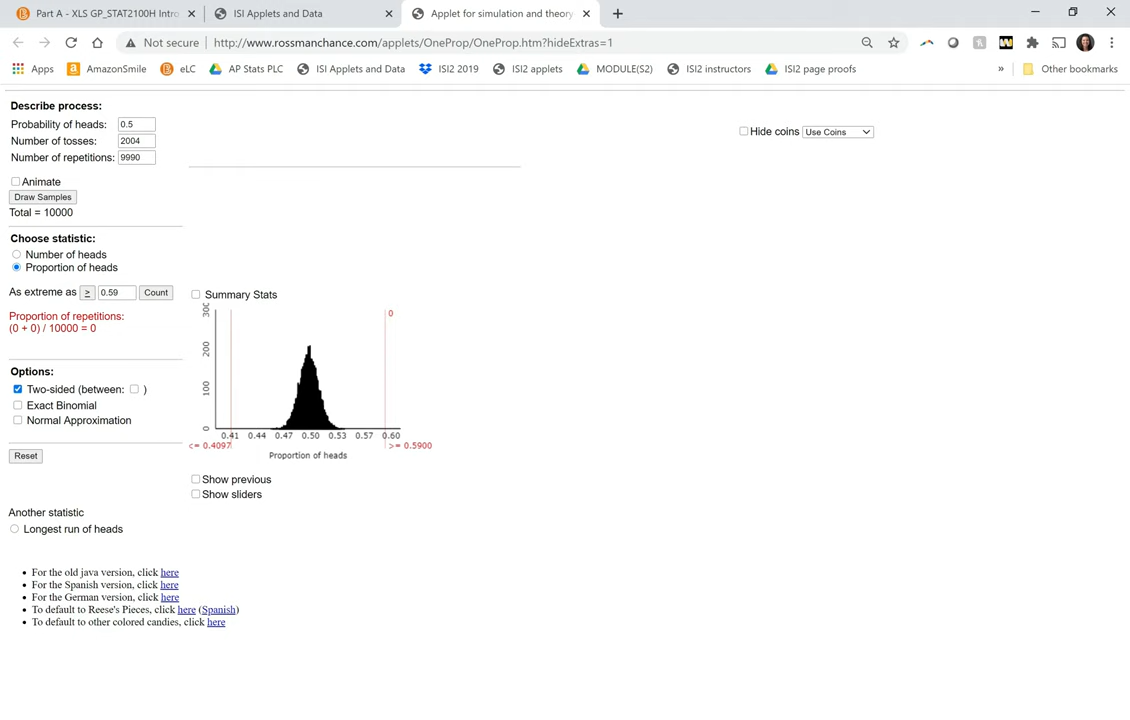 Part A - XLS GP_STAT2100H Intro
ISI Applets and Data
Applet for simulation and theory
Not secure
http://www.rossmanchance.com/applets/OneProp/OneProp.htm?hideExtras=1
Apps
AmazonSmile
eLC
AP Stats PLC
ISI Applets and Data
ISI2 2019
ISI2 applets
MODULE(S2)
ISI2 instructors
ISI2 page proofs
»
Other bookmarks
Describe process:
Probability of heads: 0.5
Hide coins Use Coins
Number of tosses: 2004
Number of repetitions: 9990
Animate
Draw Samples
Total = 10000
Choose statistic:
Number of heads
Proportion of heads
As extreme as ≥ 0.59 Count
Proportion of repetitions:
(0 + 0) / 10000 = 0
Summary Stats
300
0
200
100
0
0.41 0.44 0.47 0.50 0.53 0.57 0.60
<= 0.4097
>= 0.5900
Proportion of heads
Options:
Two-sided (between: )
Exact Binomial
Normal Approximation
Reset
Show previous
Show sliders
Another statistic
Longest run of heads
• For the old java version, click here
• For the Spanish version, click here
• For the German version, click here
• To default to Reese's Pieces, click here (Spanish)
• To default to other colored candies, click here